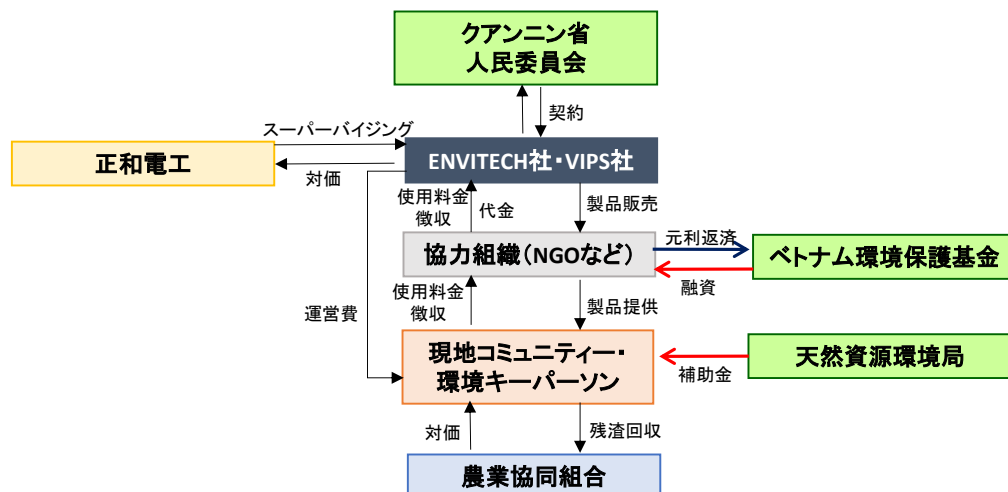 クアンニン省
人民委員会
契約
スーパーバイジング
正和電工
ENVITECH社・VIPS社
対価
使用料金
徴収
代金
製品販売
協力組織（NGOなど）
元利返済
ベトナム環境保護基金
融資
使用料金
徴収
製品提供
運営費
現地コミュニティー・
環境キーパーソン
天然資源環境局
補助金
対価
残渣回収
農業協同組合